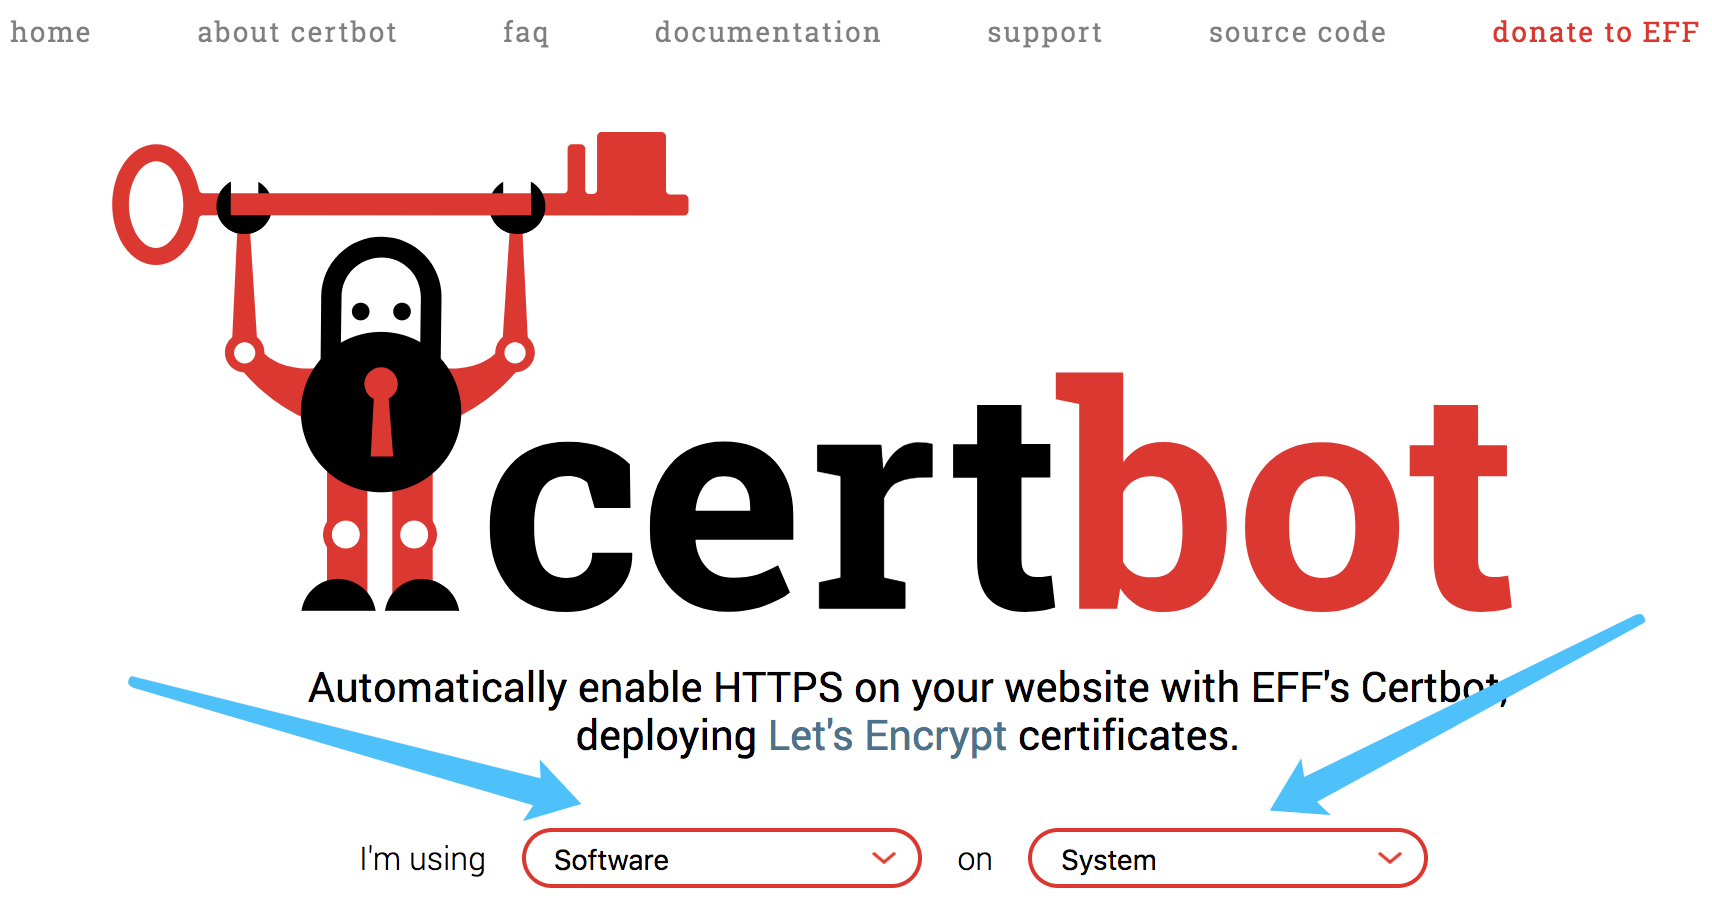 home about certbot faq documentation support source code donate to EFF
certbot
Automatically enable HTTPS on your website with EFF's Certbot,
deploying Let's Encrypt certificates.
I'm using Software on System